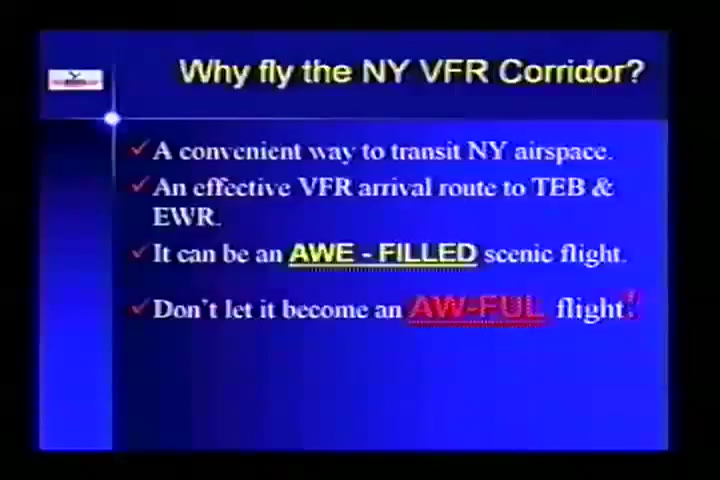 Why fly the NY VFR Corridor?
A convenient way to transit NY airspace.
An effective VFR arrival route to TEB &
EWR.
It can be an AWE - FILLED scenic flight.
Don't let it become an AW-FUL flight!